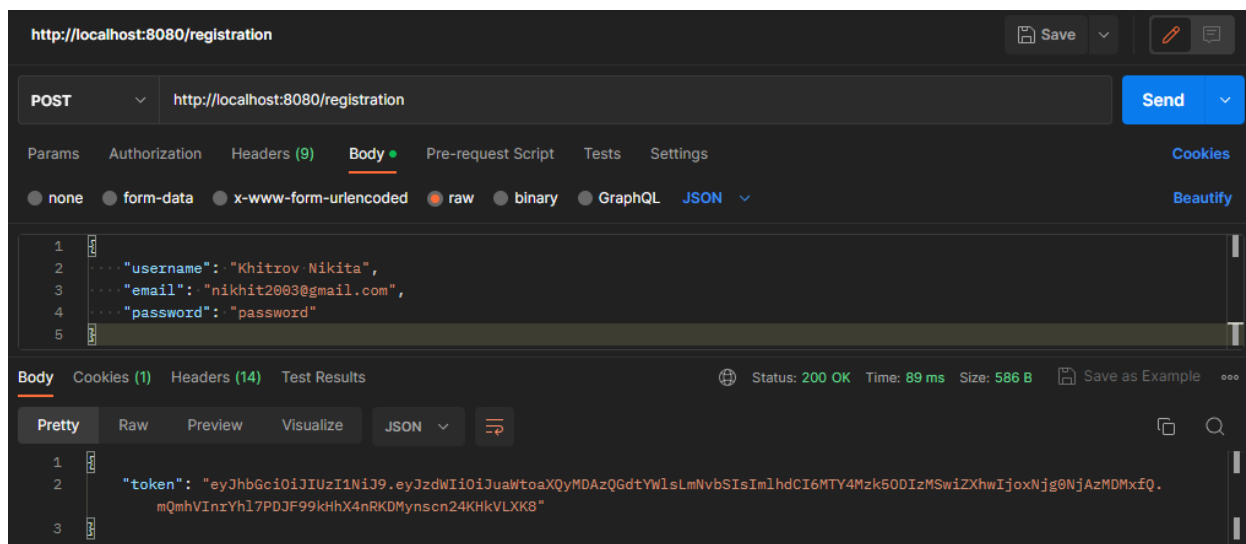 http://localhost:8080/registration
Save
POST http://localhost:8080/registration Send
Params Authorization Headers (9) Body Pre-request Script Tests Settings Cookies
none form-data x-www-form-urlencoded raw binary GraphQL JSON Beautify
1 {
2 "username": "Khitrov Nikita",
3 "email": "nikhit2003@gmail.com",
4 "password": "password"
5 }
Body Cookies (1) Headers (14) Test Results Status: 200 OK Time: 89 ms Size: 586 B Save as Example
Pretty Raw Preview Visualize JSON
1 {
2 "token": "eyJhbGciOiJIUzI1NiJ9.eyJzdWIiOiJuaWtoaXQyMDAzQGdtYWlsLmNvbSIsImlhdCI6MTY4Mzk5ODIzMSwiZXhwIjoxNjg0NjAzMDMxfQ.
mQmhVInrYhl7PDJF99kHhX4nRKDMynscn24KHkVLXK8"
3 }